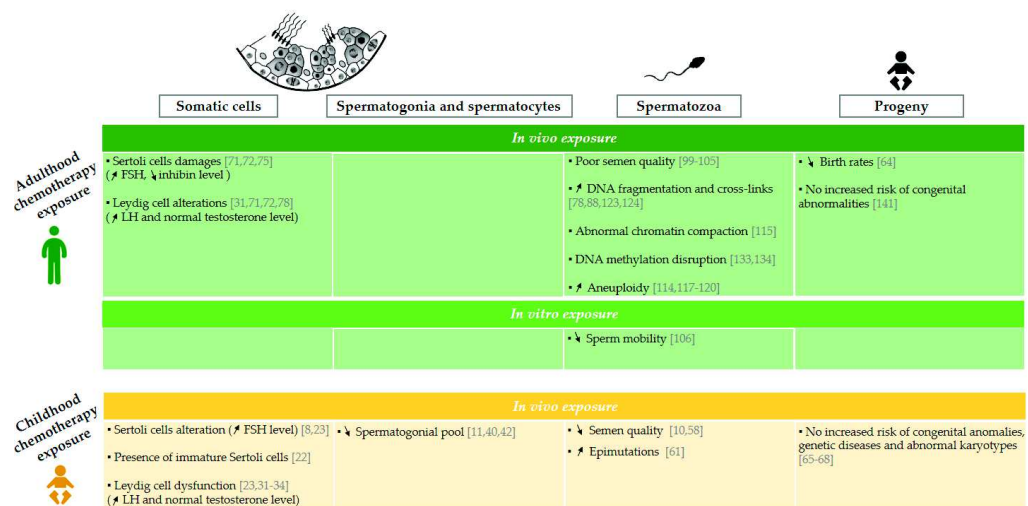 Somatic cells
Spermatogonia and spermatocytes
Spermatozoa
Progeny
Adulthood
chemotherapy
exposure
In vivo exposure
▪ Sertoli cells damages [71,72,75]
(↗ FSH, ↘ inhibin level )
▪ Leydig cell alterations [31,71,72,78]
(↗ LH and normal testosterone level)
▪ Poor semen quality [99-105]
▪ ↗ DNA fragmentation and cross-links
[78,88,123,124]
▪ Abnormal chromatin compaction [115]
▪ DNA methylation disruption [133,134]
▪ ↗ Aneuploidy [114,117-120]
▪ ↘ Birth rates [64]
▪ No increased risk of congenital
abnormalities [141]
In vitro exposure
▪ ↘ Sperm mobility [106]
Childhood
chemotherapy
exposure
In vivo exposure
▪ Sertoli cells alteration (↗ FSH level) [8,23]
▪ Presence of immature Sertoli cells [22]
▪ Leydig cell dysfunction [23,31-34]
(↗ LH and normal testosterone level)
▪ ↘ Spermatogonial pool [11,40,42]
▪ ↘ Semen quality [10,58]
▪ ↗ Epimutations [61]
▪ No increased risk of congenital anomalies,
genetic diseases and abnormal karyotypes
[65-68]